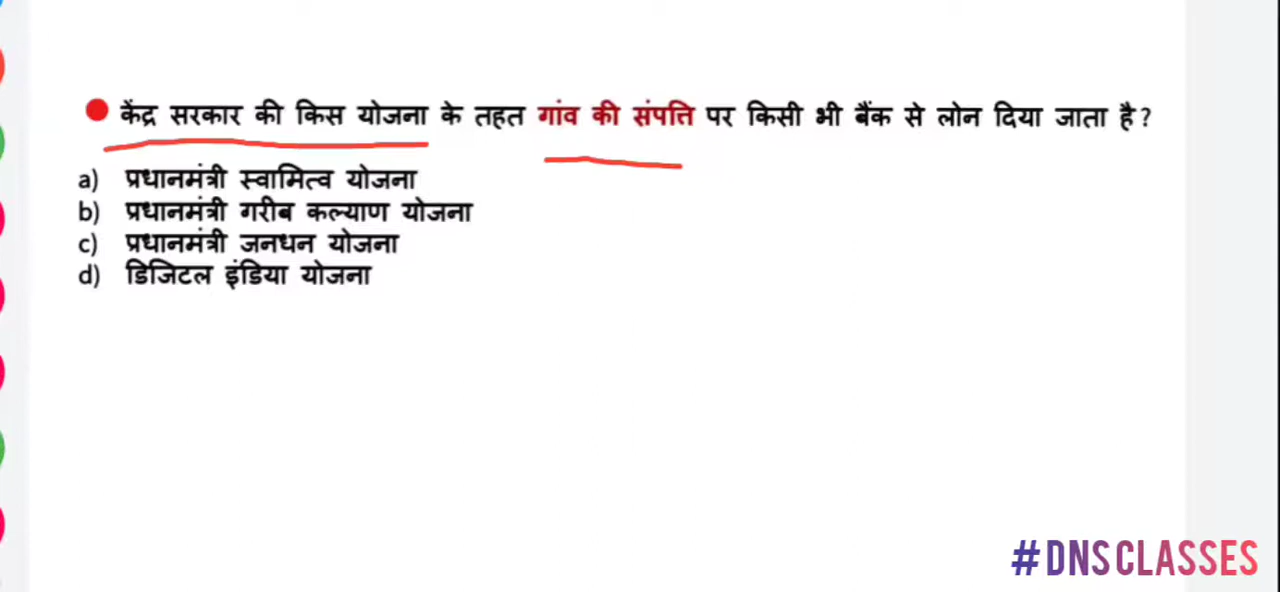 केंद्र सरकार की किस योजना के तहत गांव की संपत्ति पर किसी भी बैंक से लोन दिया जाता है?
a) प्रधानमंत्री स्वामित्व योजना
b) प्रधानमंत्री गरीब कल्याण योजना
c) प्रधानमंत्री जनधन योजना
d) डिजिटल इंडिया योजना
#DNSCLASSES